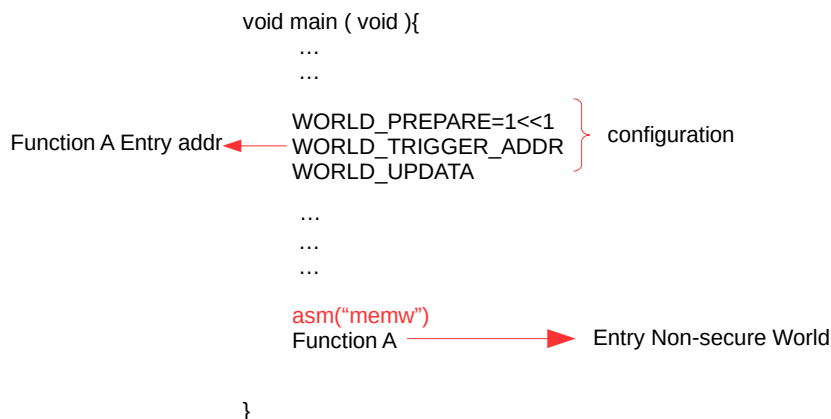 void main ( void ){
…
…
WORLD_PREPARE=1<<1
Function A Entry addr WORLD_TRIGGER_ADDR configuration
WORLD_UPDATA
…
…
…
asm(“memw”)
Function A Entry Non-secure World
}